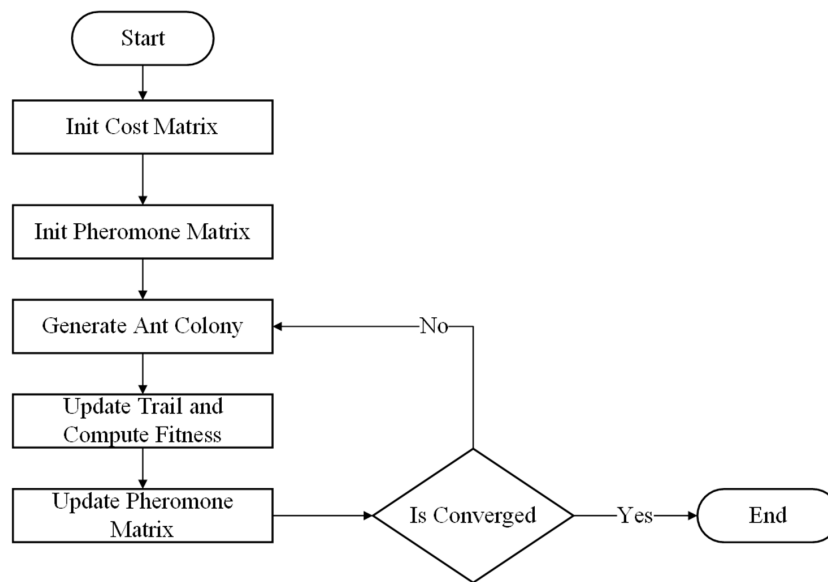 Start
Init Cost Matrix
Init Pheromone Matrix
Generate Ant Colony
No
Update Trail and
Compute Fitness
Update Pheromone
Matrix
Is Converged
Yes
End